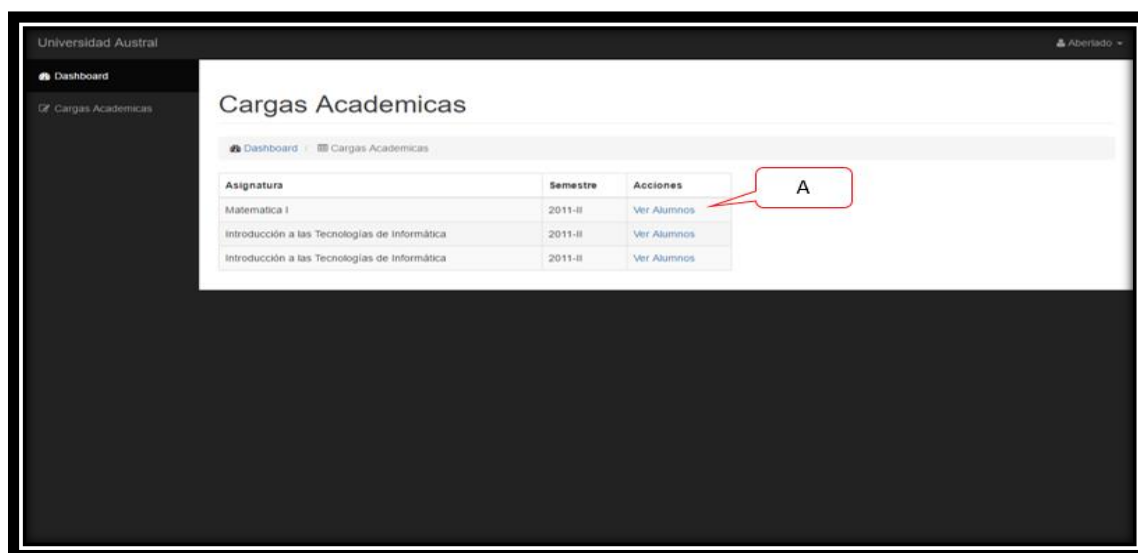 Universidad Austral
Abertado
Dashboard
Cargas Academicas
Cargas Academicas
Dashboard / Cargas Academicas
Asignatura Semestre Acciones
A
Matematica I 2011-II Ver Alumnos
Introducción a las Tecnologías de Informática 2011-II Ver Alumnos
Introducción a las Tecnologías de Informática 2011-II Ver Alumnos